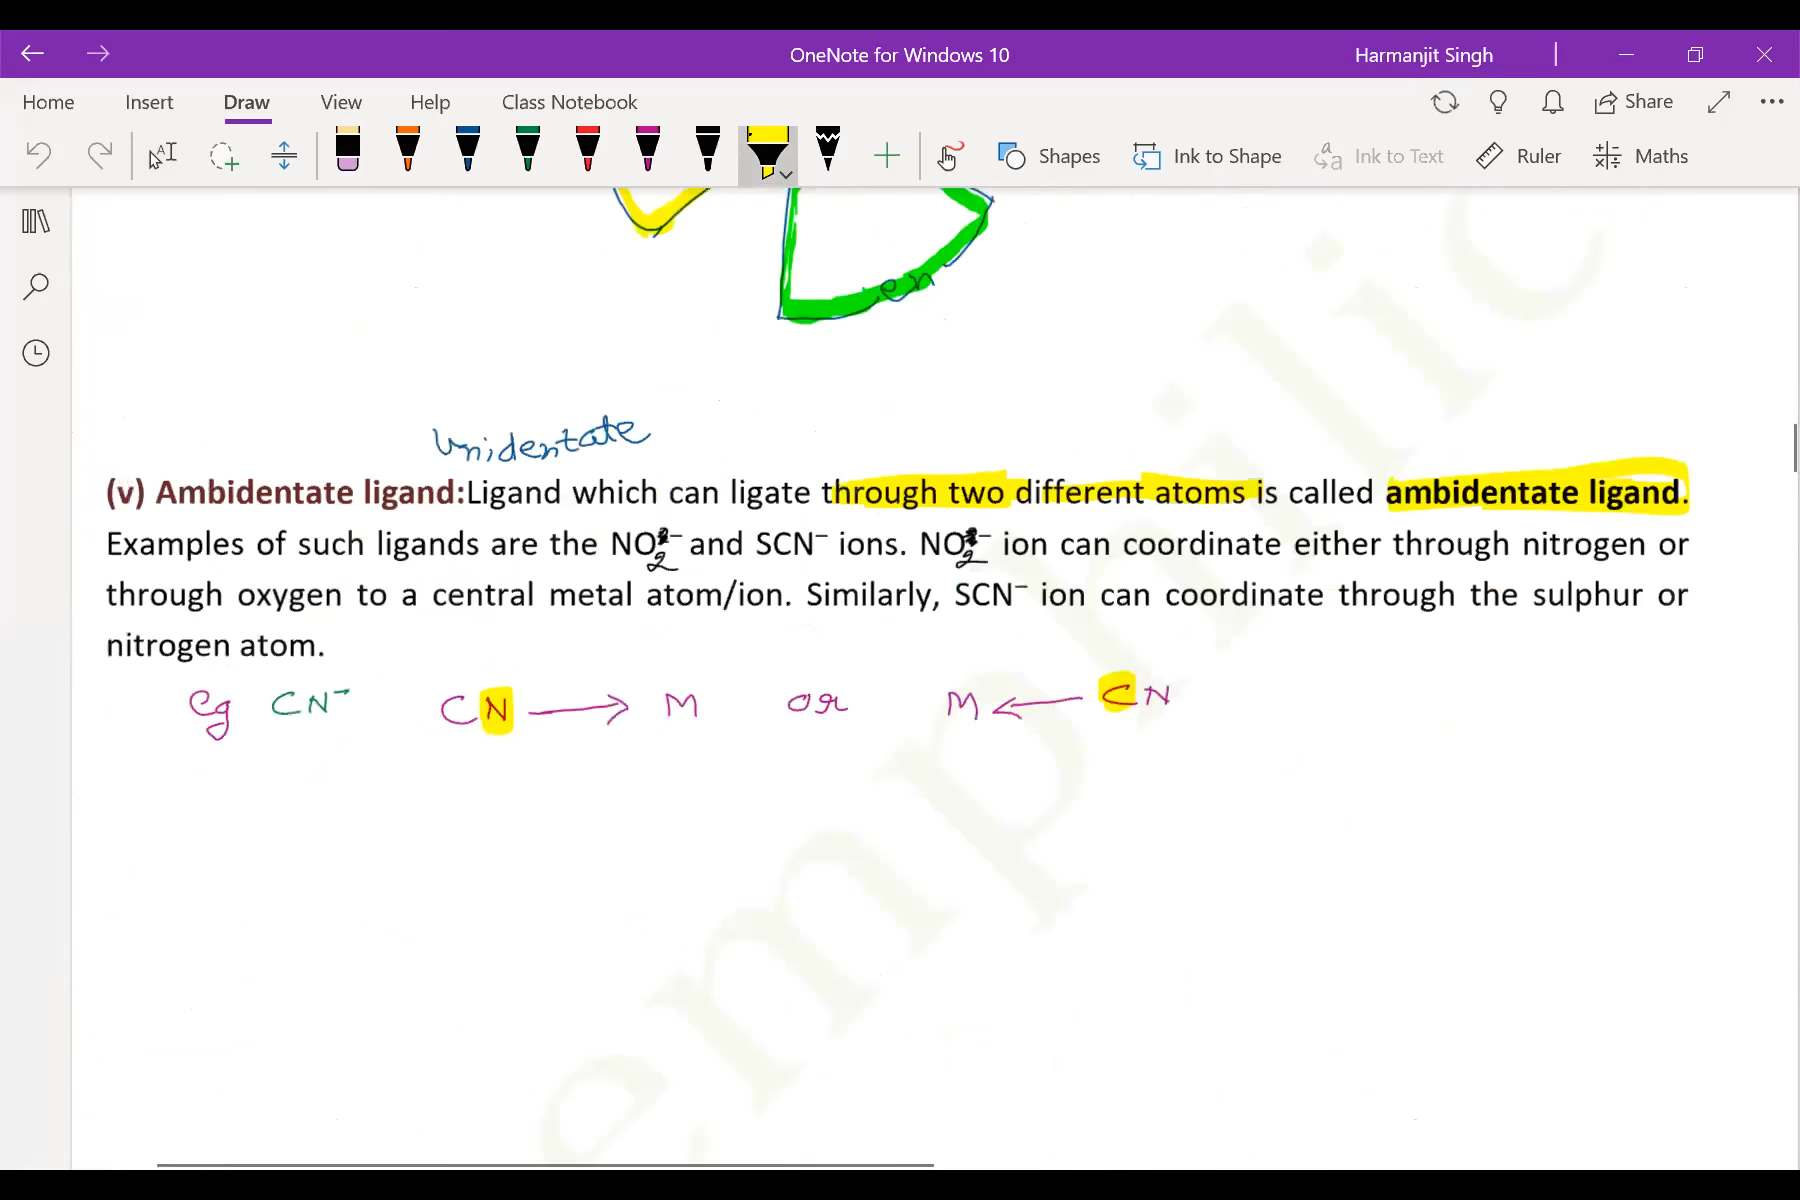 OneNote for Windows 10
Harmanjit Singh
Home Insert Draw View Help Class Notebook
Share
Shapes Ink to Shape Ink to Text Ruler Maths
en
Unidentate
(v) Ambidentate ligand:Ligand which can ligate through two different atoms is called ambidentate ligand.
Examples of such ligands are the NO₂⁻ and SCN⁻ ions. NO₂⁻ ion can coordinate either through nitrogen or
through oxygen to a central metal atom/ion. Similarly, SCN⁻ ion can coordinate through the sulphur or
nitrogen atom.
Eg CN⁻ CN ⟶ M or M ⟵ CN
emphilic